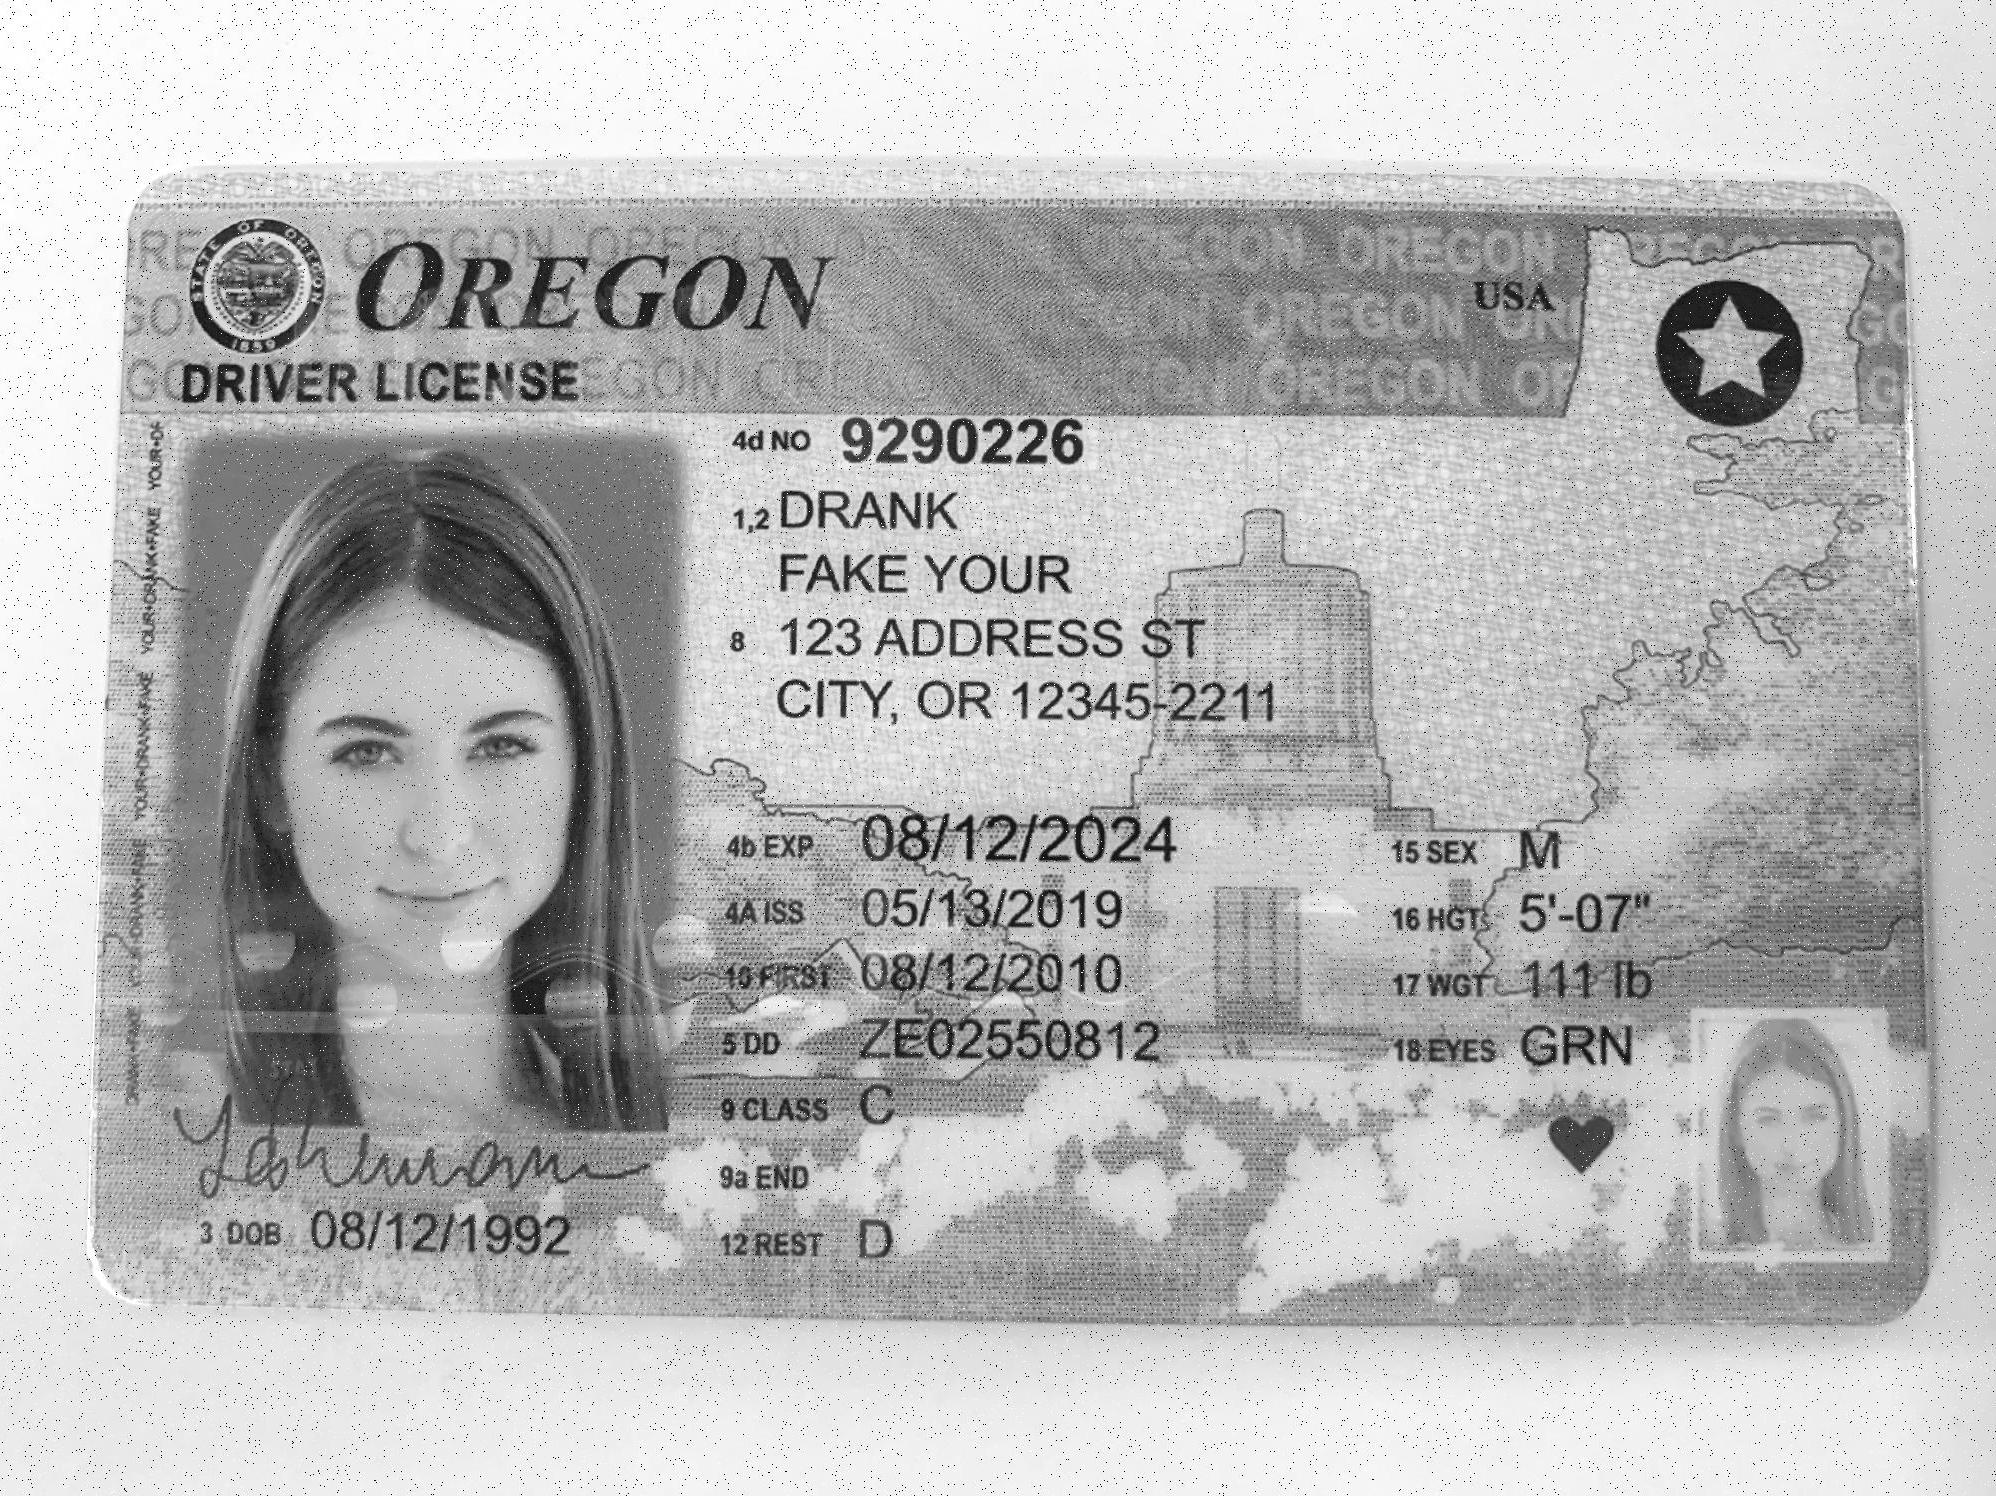 STATE OF OREGON
1859
OREGON
USA
DRIVER LICENSE
4d NO 9290226
1,2 DRANK
FAKE YOUR
8 123 ADDRESS ST
CITY, OR 12345-2211
4b EXP 08/12/2024
15 SEX M
4A ISS 05/13/2019
16 HGT 5'-07"
10 FIRST 08/12/2010
17 WGT 111 lb
5 DD ZE02550812
18 EYES GRN
9 CLASS C
9a END
12 REST D
3 DOB 08/12/1992